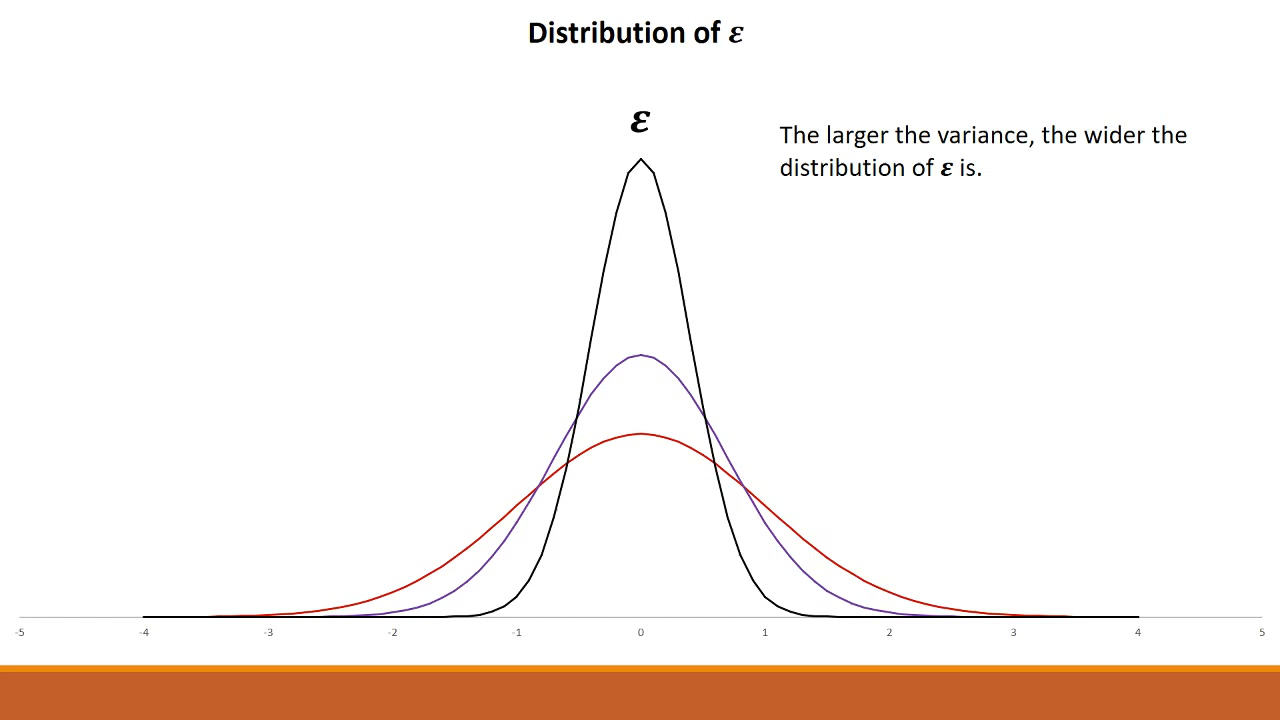 Distribution of ε
ε
The larger the variance, the wider the
distribution of ε is.
-5 -4 -3 -2 -1 0 1 2 3 4 5